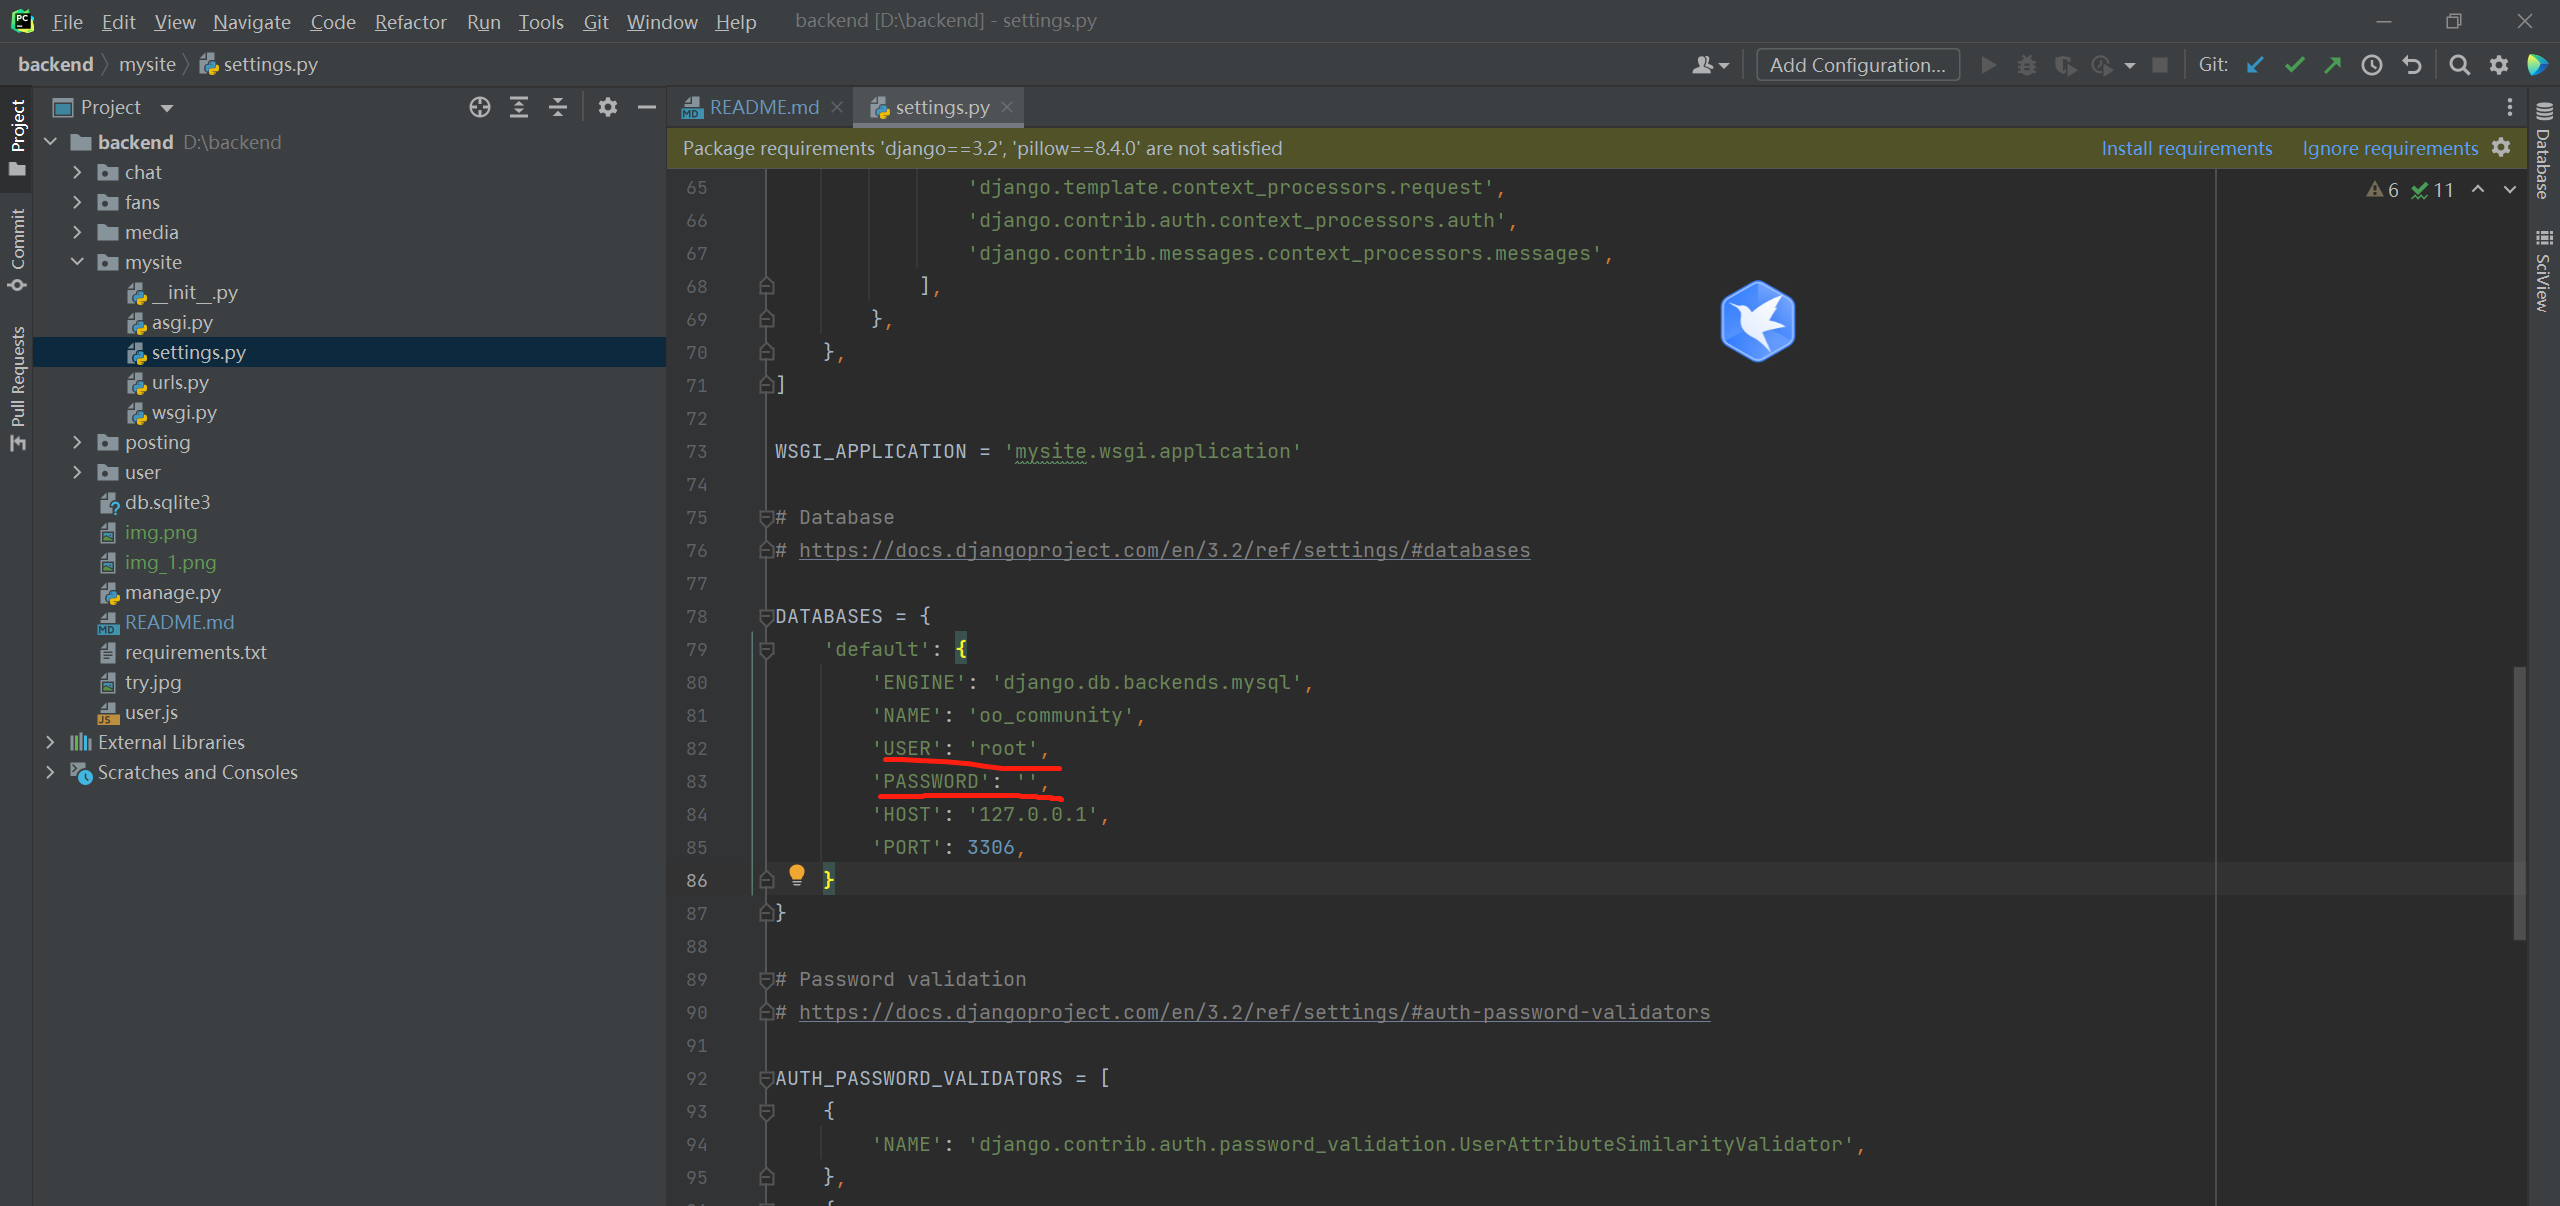 File Edit View Navigate Code Refactor Run Tools Git Window Help backend [D:\backend] - settings.py
backend mysite settings.py Add Configuration... Git:
Project
Commit
Pull Requests
Project
backend D:\backend
chat
fans
media
mysite
__init__.py
asgi.py
settings.py
urls.py
wsgi.py
posting
user
db.sqlite3
img.png
img_1.png
manage.py
README.md
requirements.txt
try.jpg
user.js
External Libraries
Scratches and Consoles
README.md settings.py
Package requirements 'django==3.2', 'pillow==8.4.0' are not satisfied Install requirements Ignore requirements
6 11
65 'django.template.context_processors.request',
66 'django.contrib.auth.context_processors.auth',
67 'django.contrib.messages.context_processors.messages',
68 ],
69 },
70 },
71 ]
72
73 WSGI_APPLICATION = 'mysite.wsgi.application'
74
75 # Database
76 # https://docs.djangoproject.com/en/3.2/ref/settings/#databases
77
78 DATABASES = {
79 'default': {
80 'ENGINE': 'django.db.backends.mysql',
81 'NAME': 'oo_community',
82 'USER': 'root',
83 'PASSWORD': '',
84 'HOST': '127.0.0.1',
85 'PORT': 3306,
86 }
87 }
88
89 # Password validation
90 # https://docs.djangoproject.com/en/3.2/ref/settings/#auth-password-validators
91
92 AUTH_PASSWORD_VALIDATORS = [
93 {
94 'NAME': 'django.contrib.auth.password_validation.UserAttributeSimilarityValidator',
95 },
{
Database
SciView